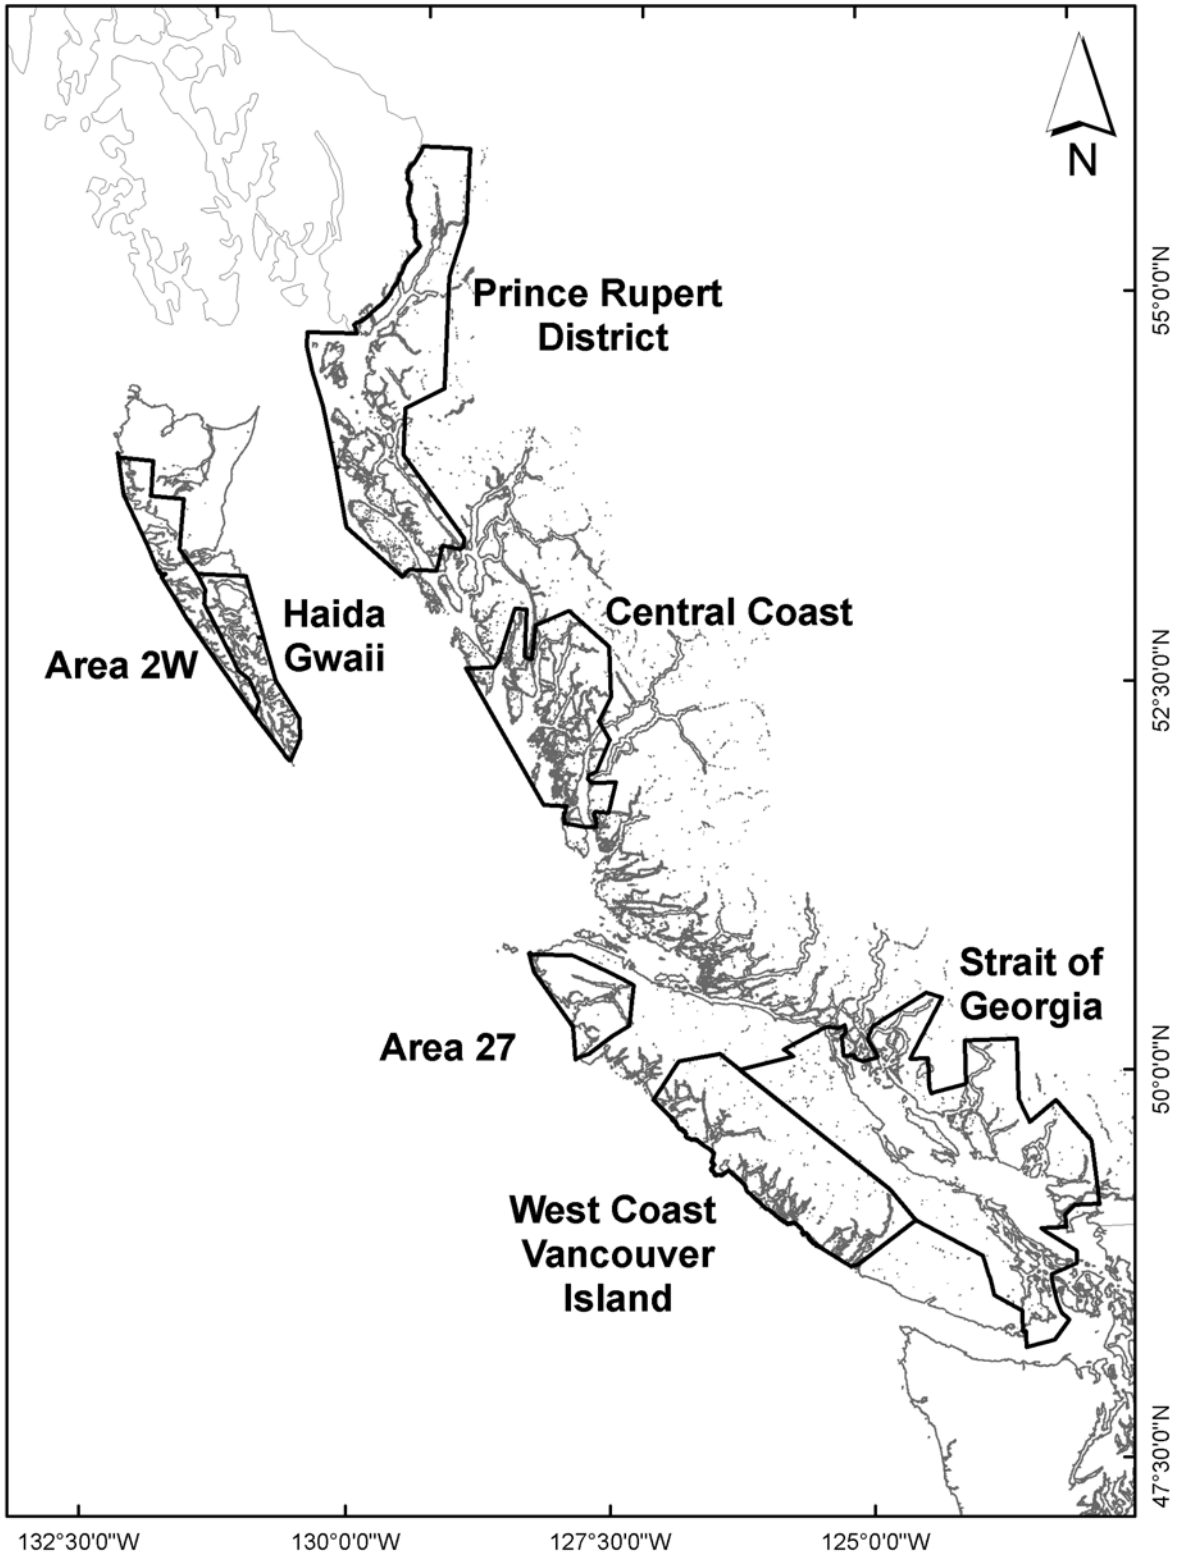 N
Prince Rupert
District
55°0'0"N
Haida
Gwaii
Area 2W
Central Coast
52°30'0"N
Strait of
Georgia
Area 27
50°0'0"N
West Coast
Vancouver
Island
47°30'0"N
132°30'0"W
130°0'0"W
127°30'0"W
125°0'0"W